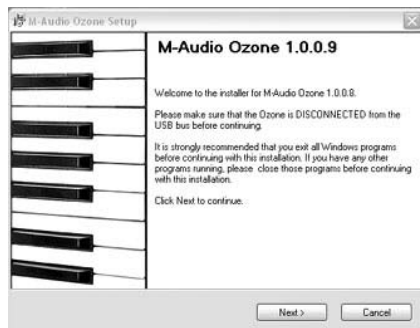 M-Audio Ozone Setup
M-Audio Ozone 1.0.0.9
Welcome to the installer for M-Audio Ozone 1.0.0.8.
Please make sure that the Ozone is DISCONNECTED from the
USB bus before continuing.
It is strongly recommended that you exit all Windows programs
before continuing with this installation. If you have any other
programs running, please close those programs before continuing
with this installation.
Click Next to continue.
Next >
Cancel